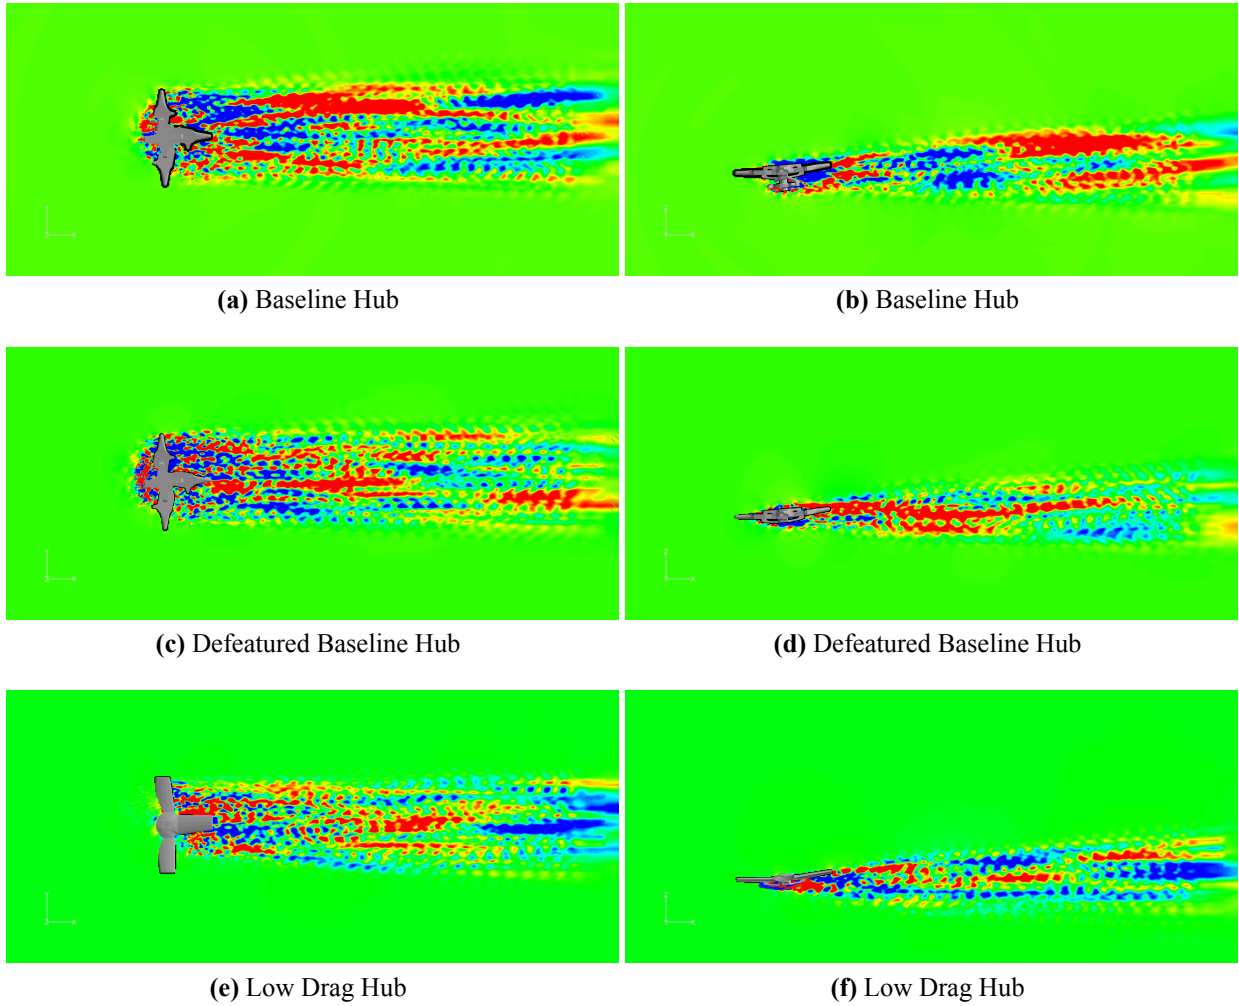 (a) Baseline Hub
(b) Baseline Hub
(c) Defeatured Baseline Hub
(d) Defeatured Baseline Hub
(e) Low Drag Hub
(f) Low Drag Hub